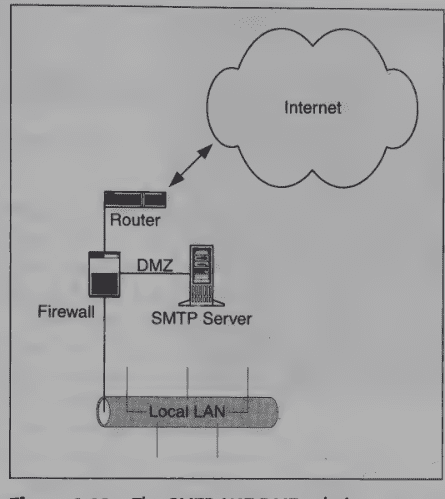 Internet
Router
DMZ
Firewall
SMTP Server
Local LAN